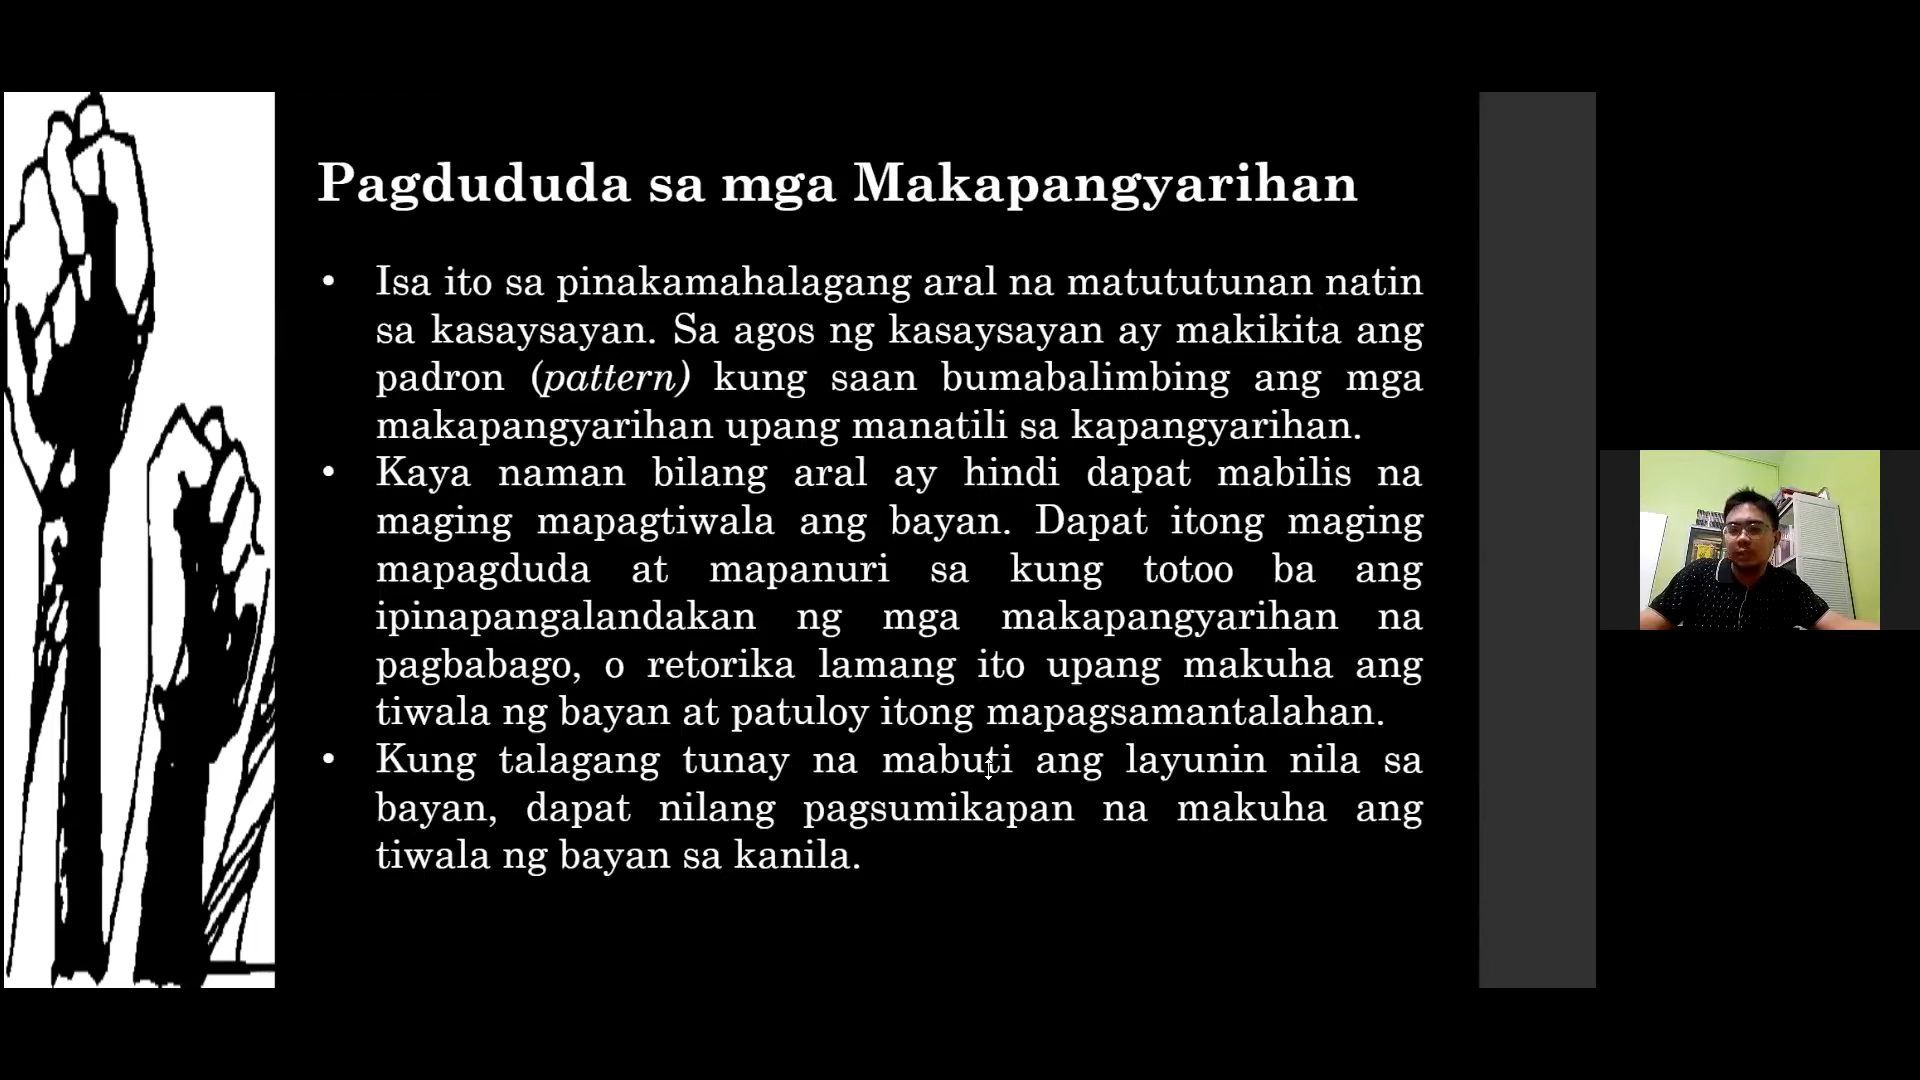 Pagdududa sa mga Makapangyarihan
• Isa ito sa pinakamahalagang aral na matututunan natin
sa kasaysayan. Sa agos ng kasaysayan ay makikita ang
padron (pattern) kung saan bumabalimbing ang mga
makapangyarihan upang manatili sa kapangyarihan.
• Kaya naman bilang aral ay hindi dapat mabilis na
maging mapagtiwala ang bayan. Dapat itong maging
mapagduda at mapanuri sa kung totoo ba ang
ipinapangalandakan ng mga makapangyarihan na
pagbabago, o retorika lamang ito upang makuha ang
tiwala ng bayan at patuloy itong mapagsamantalahan.
• Kung talagang tunay na mabuti ang layunin nila sa
bayan, dapat nilang pagsumikapan na makuha ang
tiwala ng bayan sa kanila.